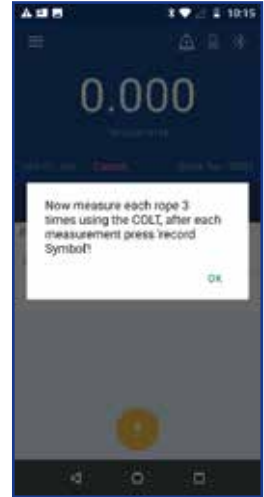 10:15
0.000
Now measure each rope 3
times using the COLT, after each
measurement press 'record
Symbol'!
OK